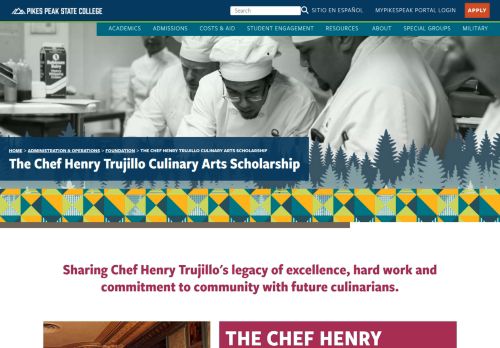 PIKES PEAK STATE COLLEGE
Search
SITIO EN ESPAÑOL
MYPIKESPEAK PORTAL LOGIN
APPLY
ACADEMICS ADMISSIONS COSTS & AID STUDENT ENGAGEMENT RESOURCES ABOUT SPECIAL GROUPS MILITARY
HOME > ADMINISTRATION & OPERATIONS > FOUNDATION > THE CHEF HENRY TRUJILLO CULINARY ARTS SCHOLARSHIP
The Chef Henry Trujillo Culinary Arts Scholarship
Sharing Chef Henry Trujillo's legacy of excellence, hard work and
commitment to community with future culinarians.
THE CHEF HENRY